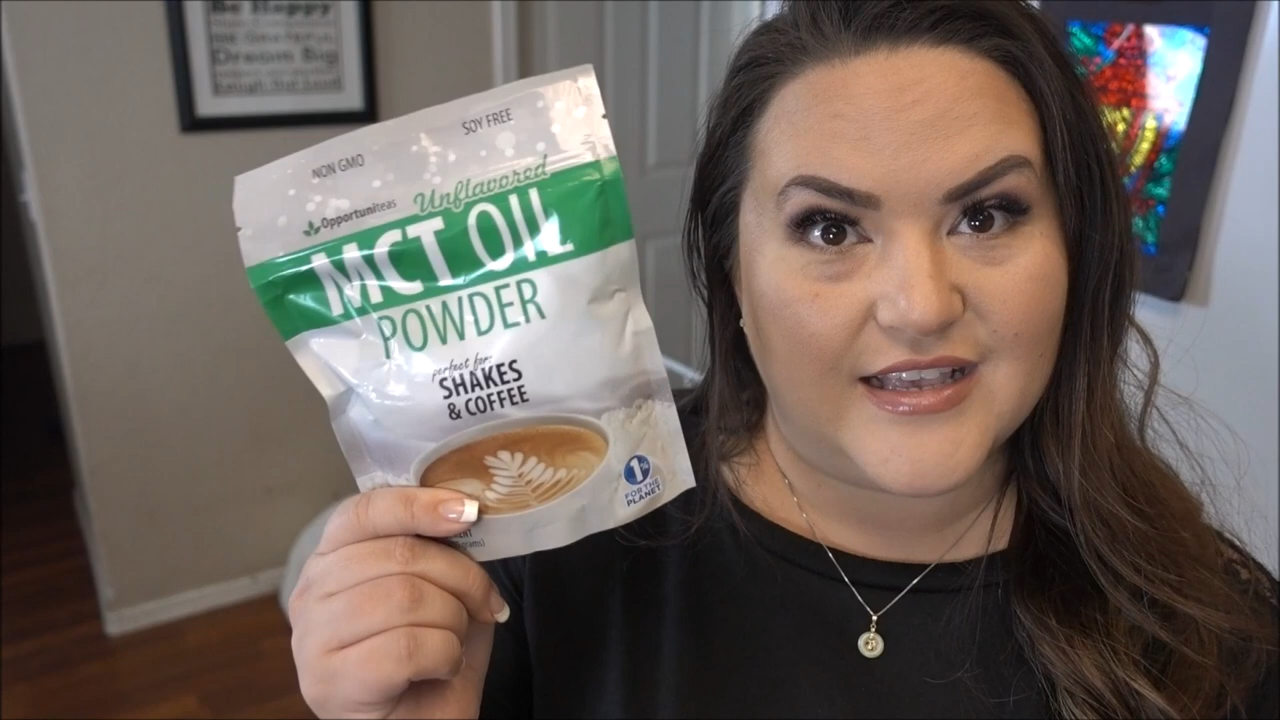 Be Happy
Dream Big
NON GMO
SOY FREE
Opportuniteas
Unflavored
MCT OIL
POWDER
perfect for:
SHAKES
& COFFEE
1%
FOR THE
PLANET
grams)